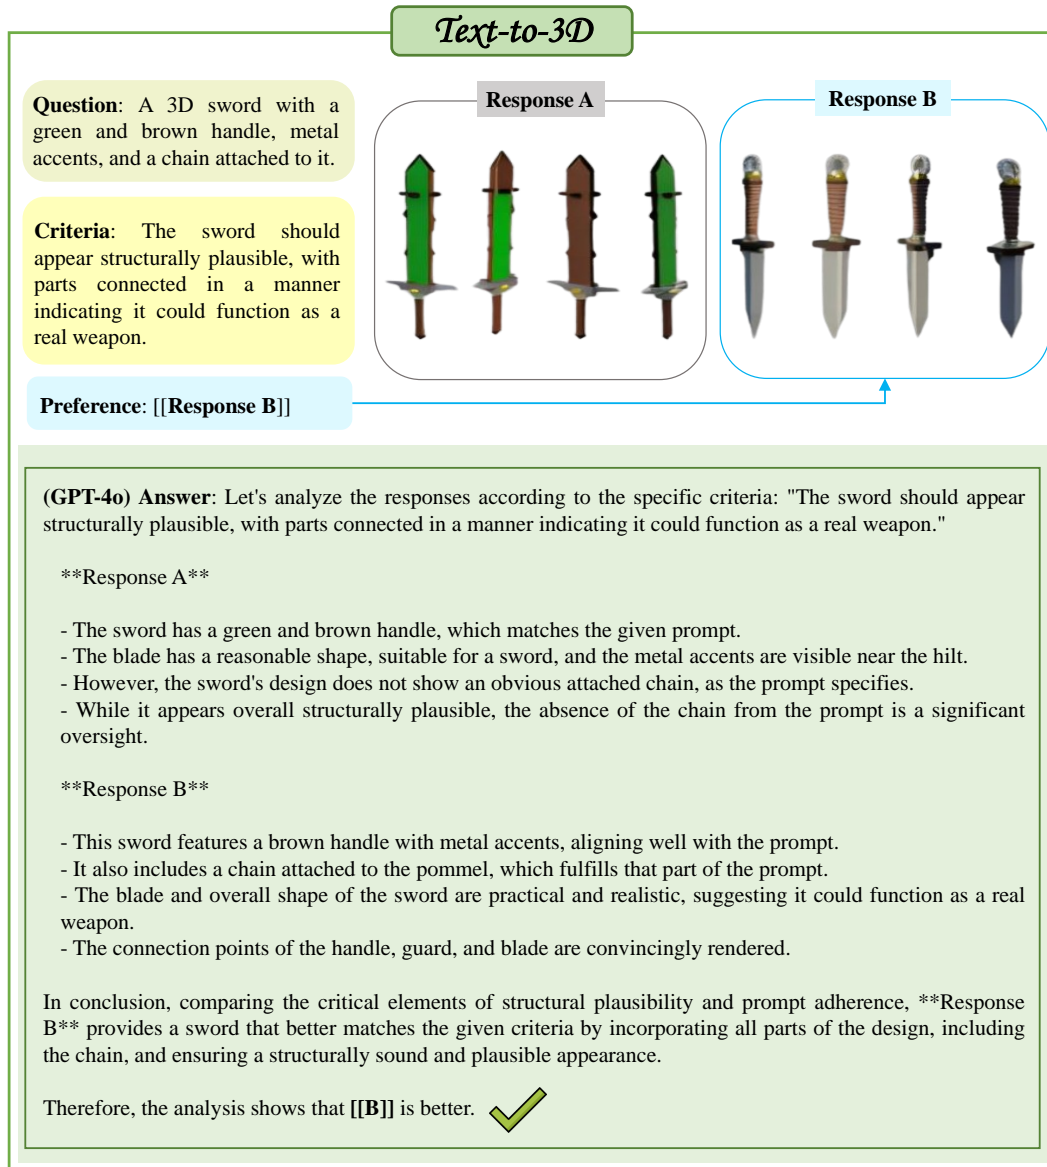 Text-to-3D
Question: A 3D sword with a
green and brown handle, metal
accents, and a chain attached to it.
Criteria: The sword should
appear structurally plausible, with
parts connected in a manner
indicating it could function as a
real weapon.
Preference: [[Response B]]
Response A
Response B
(GPT-4o) Answer: Let's analyze the responses according to the specific criteria: "The sword should appear
structurally plausible, with parts connected in a manner indicating it could function as a real weapon."
**Response A**
- The sword has a green and brown handle, which matches the given prompt.
- The blade has a reasonable shape, suitable for a sword, and the metal accents are visible near the hilt.
- However, the sword's design does not show an obvious attached chain, as the prompt specifies.
- While it appears overall structurally plausible, the absence of the chain from the prompt is a significant
oversight.
**Response B**
- This sword features a brown handle with metal accents, aligning well with the prompt.
- It also includes a chain attached to the pommel, which fulfills that part of the prompt.
- The blade and overall shape of the sword are practical and realistic, suggesting it could function as a real
weapon.
- The connection points of the handle, guard, and blade are convincingly rendered.
In conclusion, comparing the critical elements of structural plausibility and prompt adherence, **Response
B** provides a sword that better matches the given criteria by incorporating all parts of the design, including
the chain, and ensuring a structurally sound and plausible appearance.
Therefore, the analysis shows that [[B]] is better.